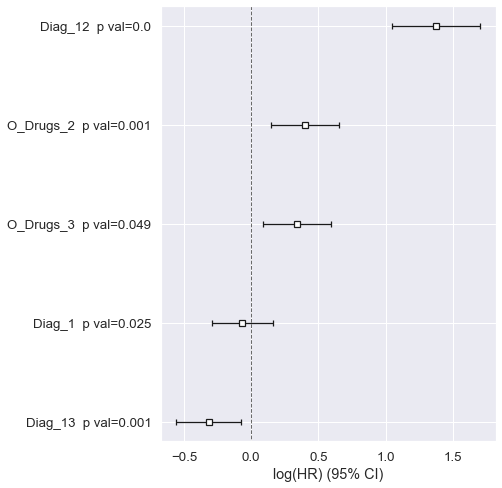 Diag_12 p val=0.0
O_Drugs_2 p val=0.001
O_Drugs_3 p val=0.049
Diag_1 p val=0.025
Diag_13 p val=0.001
−0.5 0.0 0.5 1.0 1.5
log(HR) (95% CI)